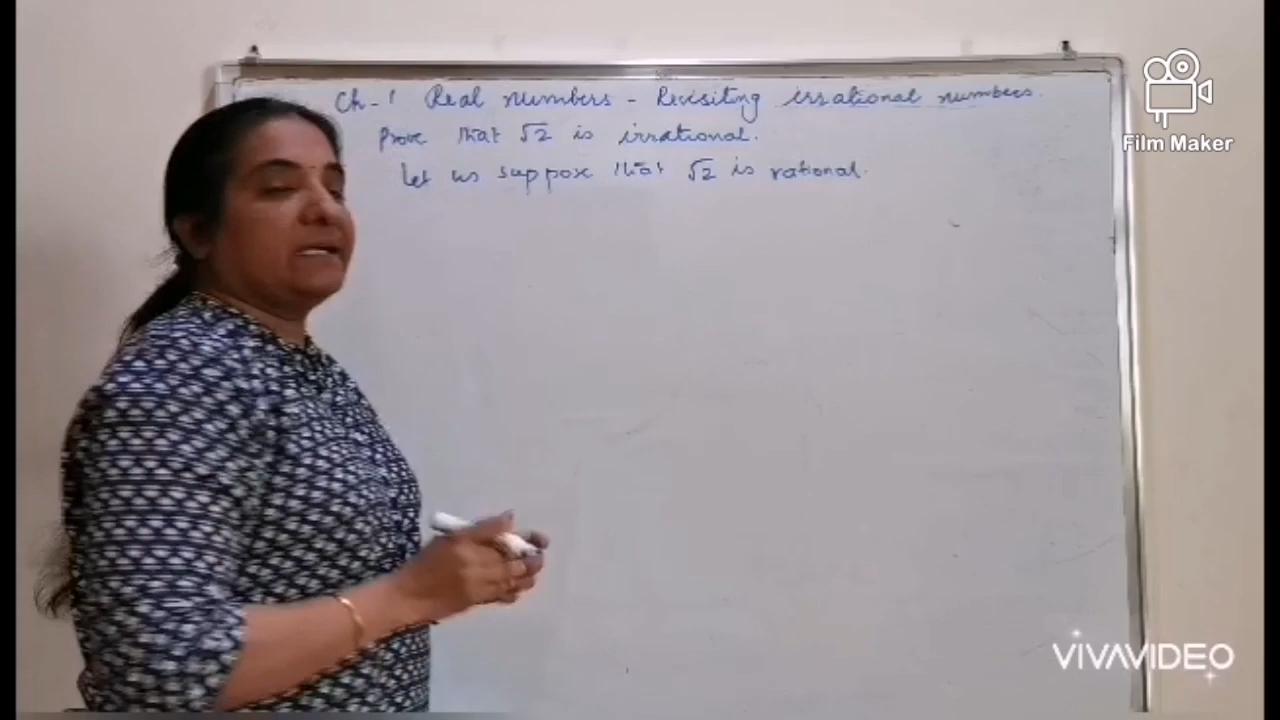 Ch-1 Real numbers - Revisiting irrational numbers.
Prove that √2 is irrational.
Let us suppose that √2 is rational.
Film Maker
VIVAVIDEO